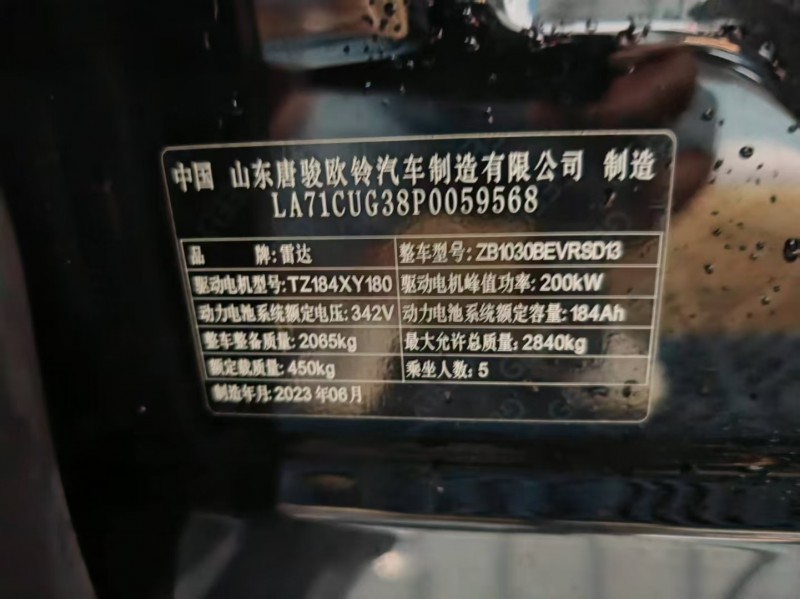 中国 山东唐骏欧铃汽车制造有限公司 制造
LA71CUG38P0059568
品 牌: 雷达 整车型号: ZB1030BEVRSD13
驱动电机型号: TZ184XY180 驱动电机峰值功率: 200kW
动力电池系统额定电压: 342V 动力电池系统额定容量: 184Ah
整车整备质量: 2065kg 最大允许总质量: 2840kg
额定载质量: 450kg 乘坐人数: 5
制造年月: 2023年06月